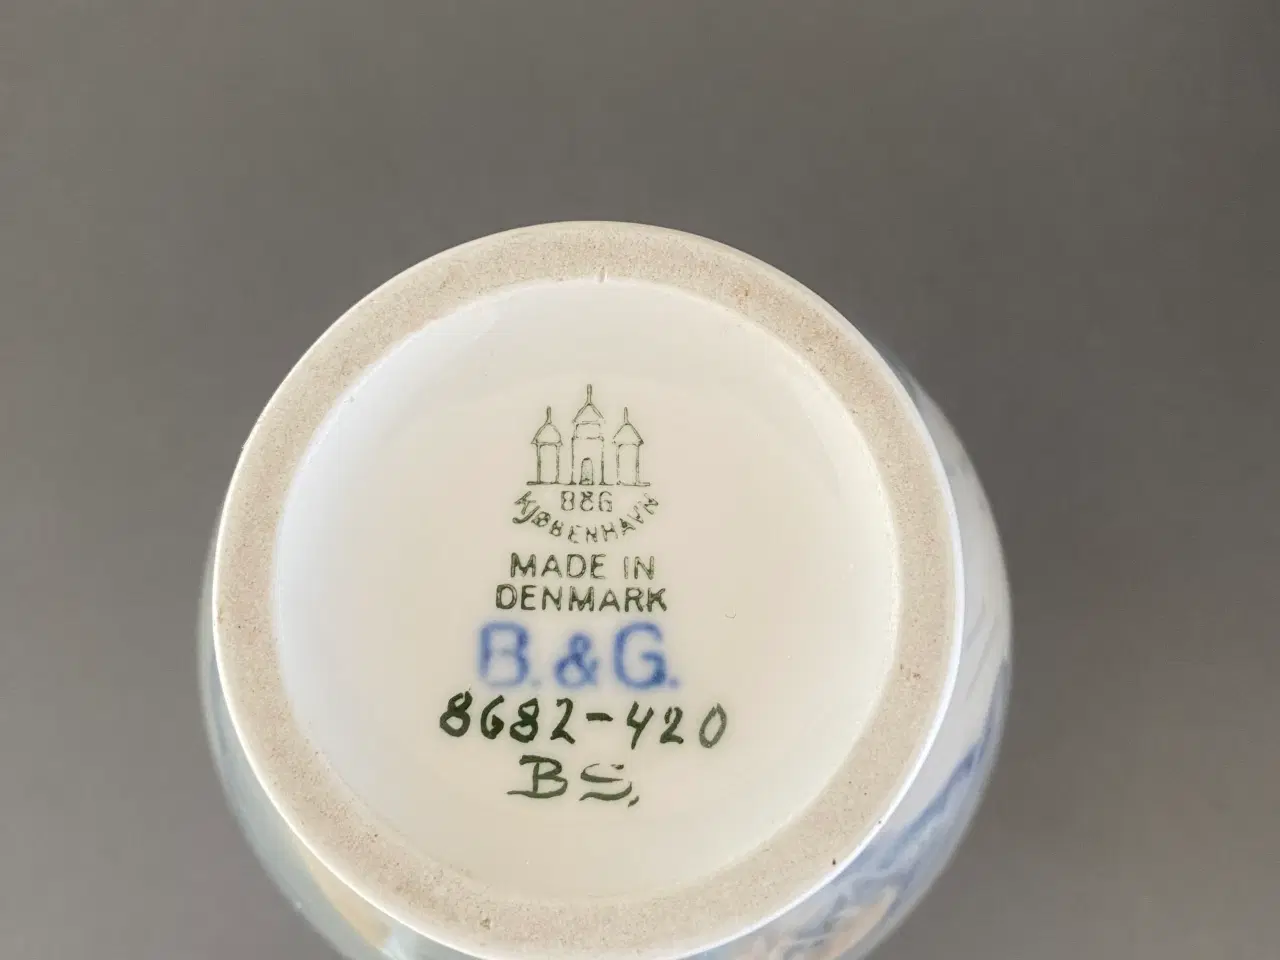 B&G
KJØBENHAVN
MADE IN
DENMARK
B.&G.
8682-420
BS.